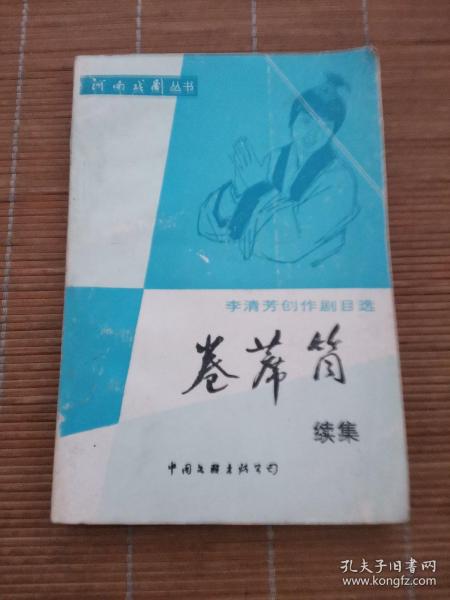 河南戏剧丛书
李清芳创作剧目选
卷蓆筒
续集
中国文联出版公司
孔夫子旧书网
www.kongfz.com